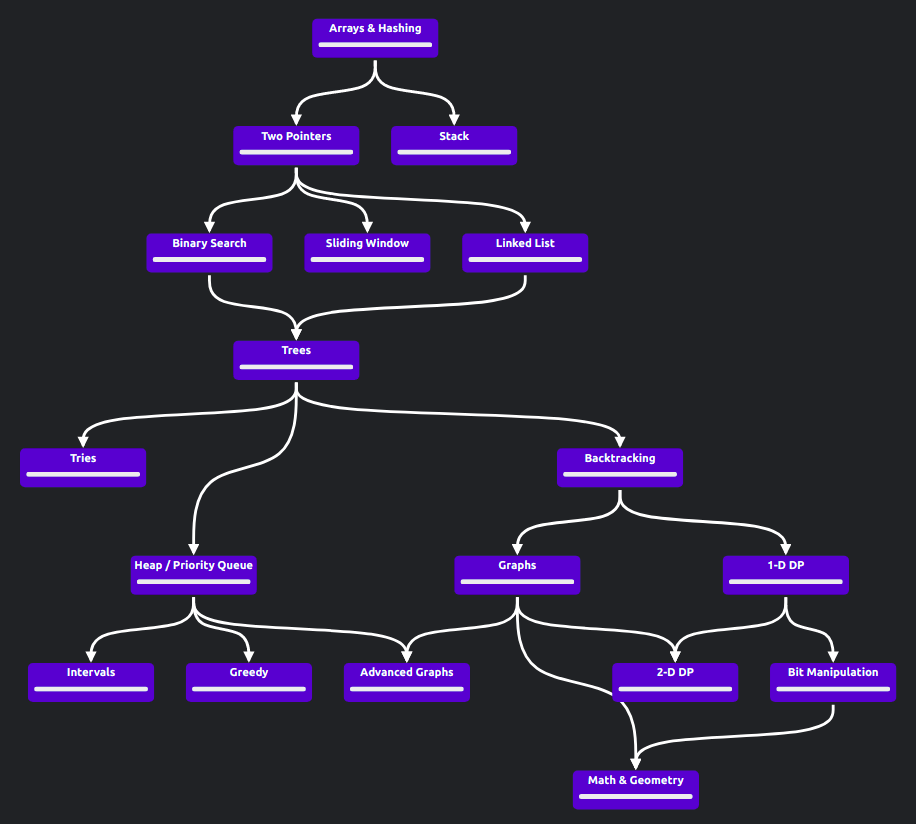 Arrays & Hashing
Two Pointers
Stack
Binary Search
Sliding Window
Linked List
Trees
Tries
Backtracking
Heap / Priority Queue
Graphs
1-D DP
Intervals
Greedy
Advanced Graphs
2-D DP
Bit Manipulation
Math & Geometry